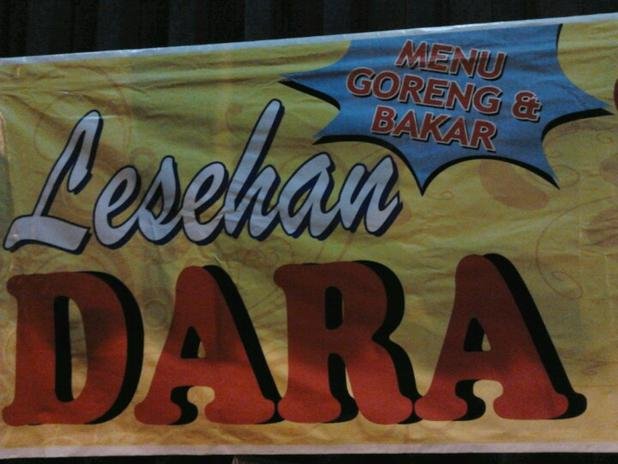 MENU
GORENG &
BAKAR
Lesehan
DARA